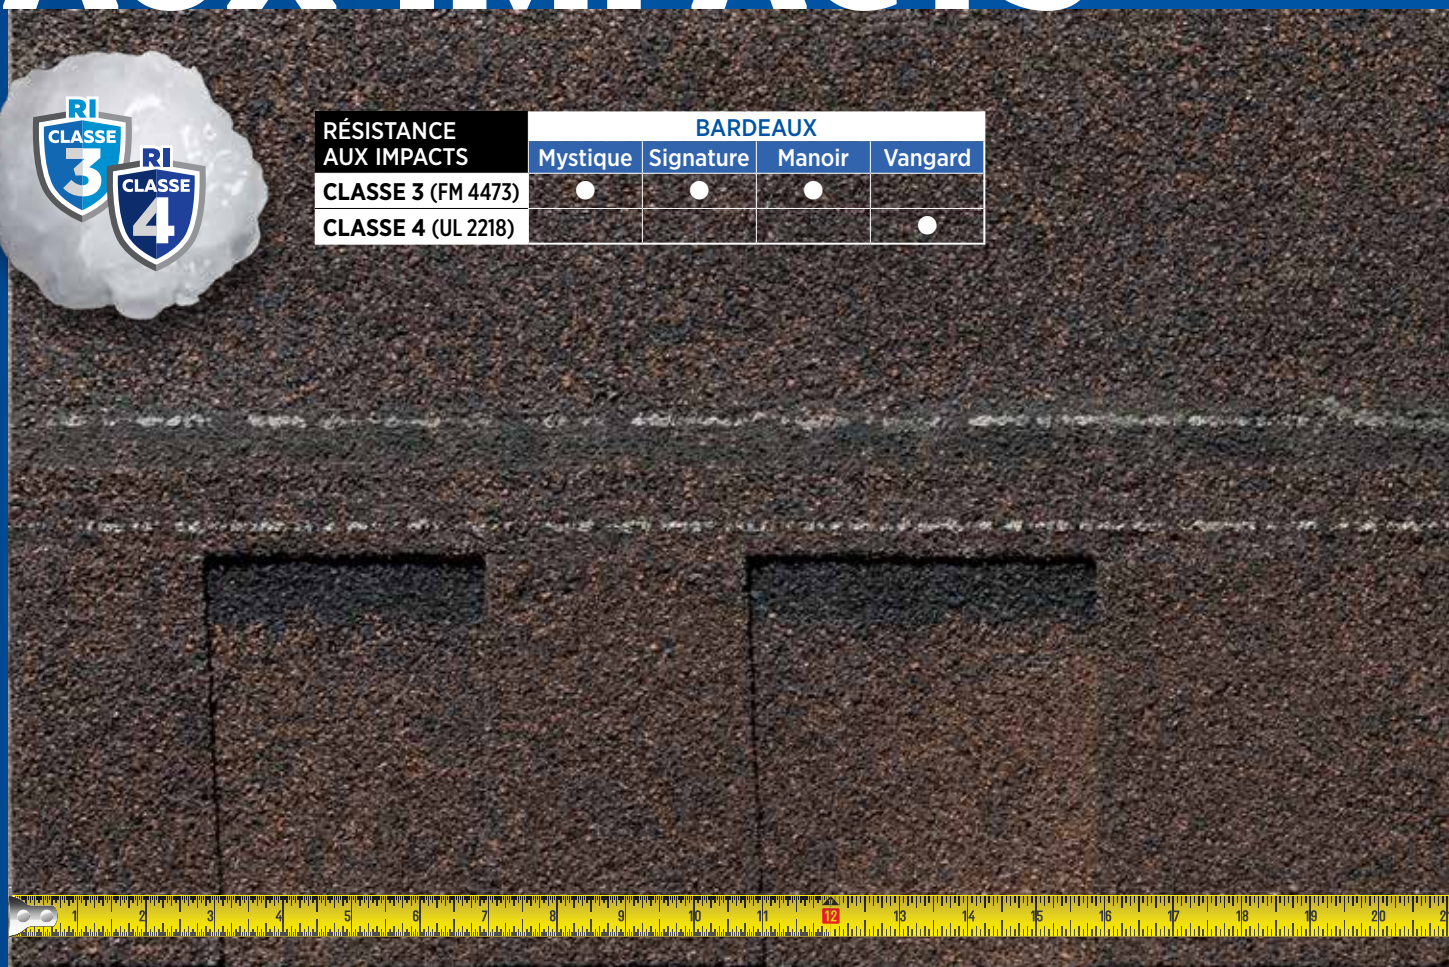 AUX IMPACTS
RI
CLASSE
3
RI
CLASSE
4
RÉSISTANCE
AUX IMPACTS
BARDEAUX
Mystique Signature Manoir Vangard
CLASSE 3 (FM 4473)
CLASSE 4 (UL 2218)
1 2 3 4 5 6 7 8 9 10 11 12 13 14 15 16 17 18 19 20